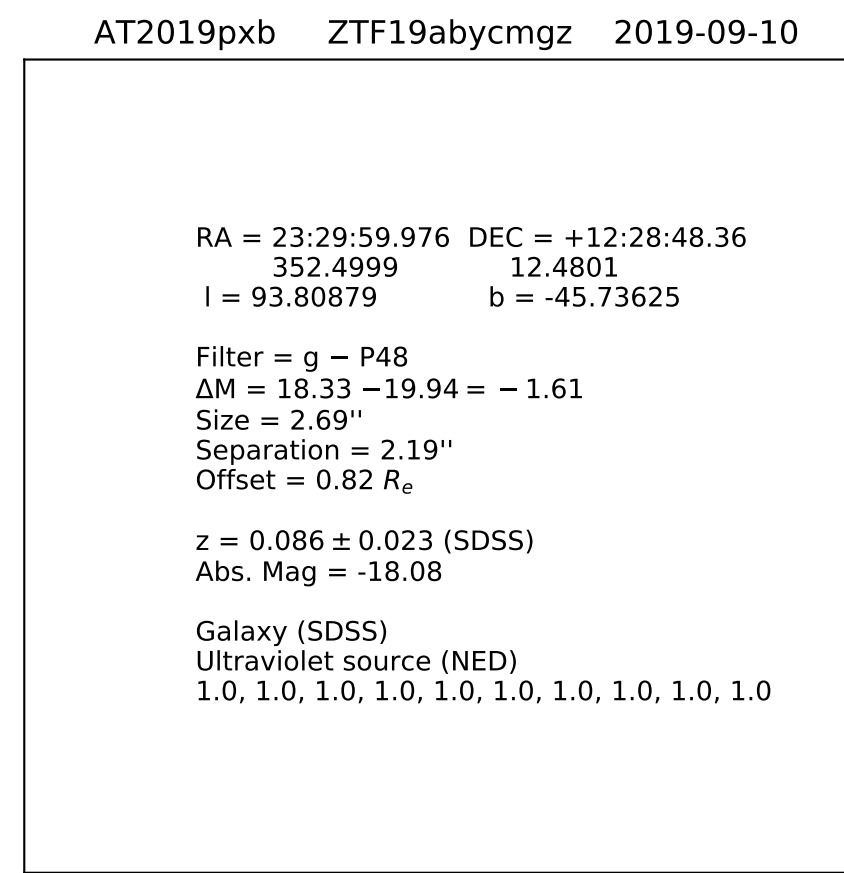 AT2019pxb ZTF19abycmgz 2019-09-10
RA = 23:29:59.976 DEC = +12:28:48.36
352.4999 12.4801
l = 93.80879 b = -45.73625
Filter = g − P48
ΔM = 18.33 −19.94 = − 1.61
Size = 2.69''
Separation = 2.19''
Offset = 0.82 Rₑ
z = 0.086 ± 0.023 (SDSS)
Abs. Mag = -18.08
Galaxy (SDSS)
Ultraviolet source (NED)
1.0, 1.0, 1.0, 1.0, 1.0, 1.0, 1.0, 1.0, 1.0, 1.0